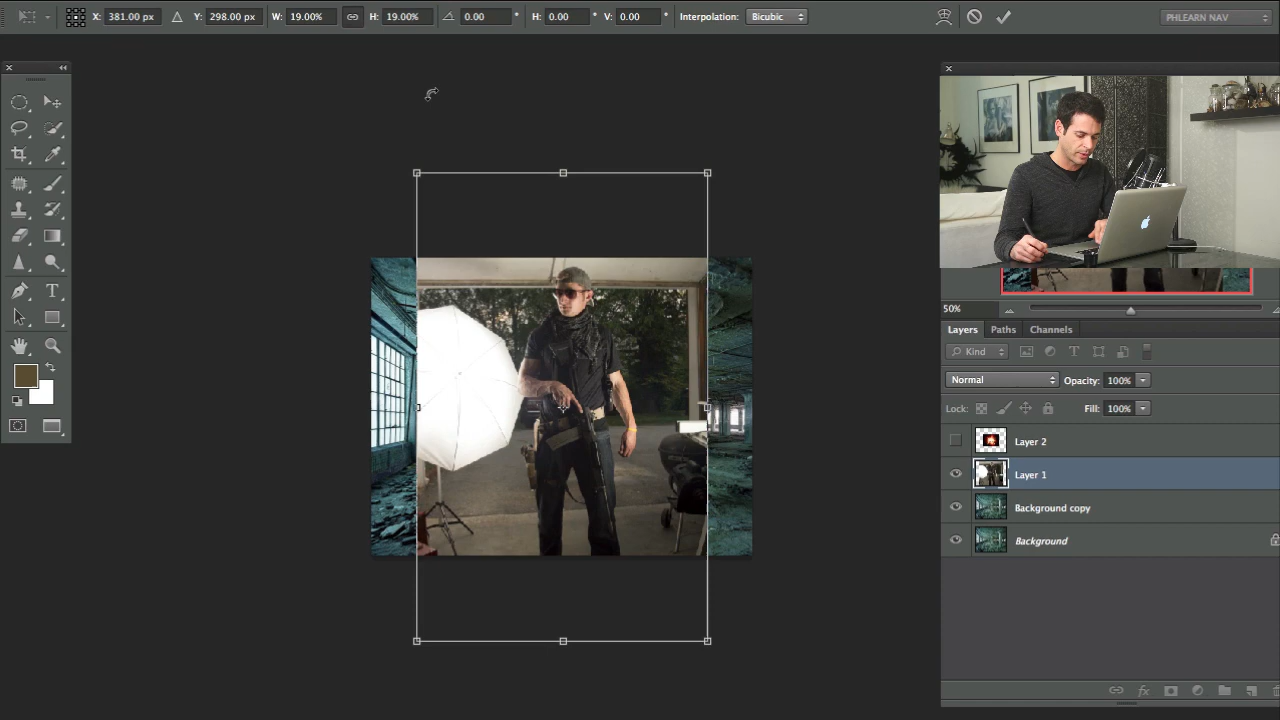 X: 381.00 px Y: 298.00 px W: 19.00% H: 19.00% 0.00 ° H: 0.00 ° V: 0.00 ° Interpolation: Bicubic PHLEARN NAV
50%
Layers Paths Channels
Kind
Normal Opacity: 100%
Lock: Fill: 100%
Layer 2
Layer 1
Background copy
Background